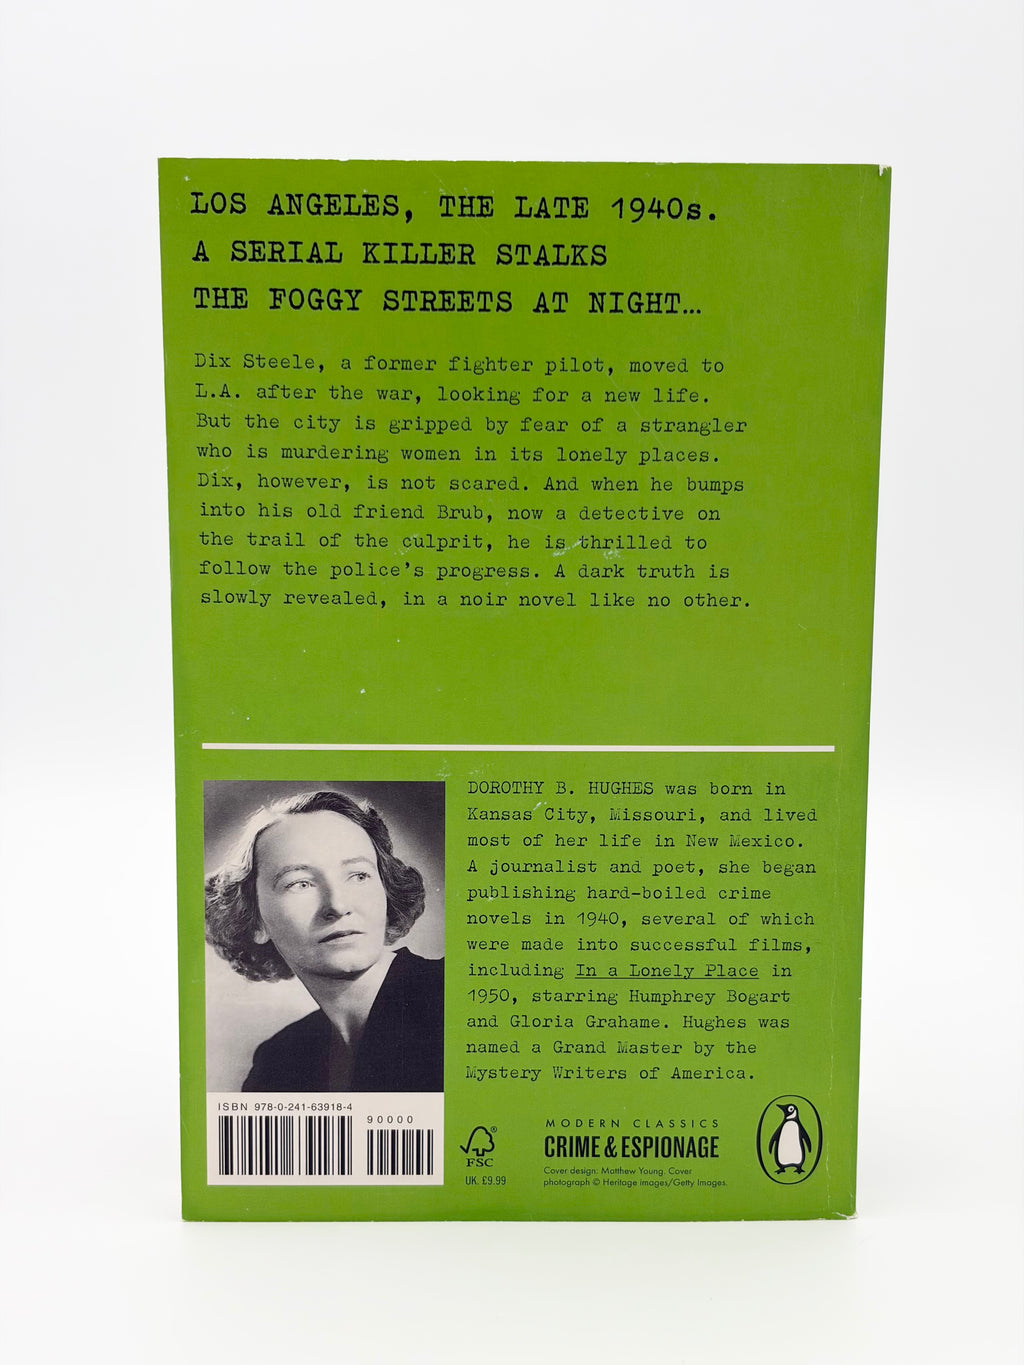 LOS ANGELES, THE LATE 1940s.
A SERIAL KILLER STALKS
THE FOGGY STREETS AT NIGHT…
Dix Steele, a former fighter pilot, moved to
L.A. after the war, looking for a new life.
But the city is gripped by fear of a strangler
who is murdering women in its lonely places.
Dix, however, is not scared. And when he bumps
into his old friend Brub, now a detective on
the trail of the culprit, he is thrilled to
follow the police's progress. A dark truth is
slowly revealed, in a noir novel like no other.
DOROTHY B. HUGHES was born in
Kansas City, Missouri, and lived
most of her life in New Mexico.
A journalist and poet, she began
publishing hard-boiled crime
novels in 1940, several of which
were made into successful films,
including In a Lonely Place in
1950, starring Humphrey Bogart
and Gloria Grahame. Hughes was
named a Grand Master by the
Mystery Writers of America.
ISBN 978-0-241-63918-4
90000
FSC
®
UK. £9.99
MODERN CLASSICS
CRIME & ESPIONAGE
Cover design: Matthew Young. Cover
photograph © Heritage images/Getty Images.